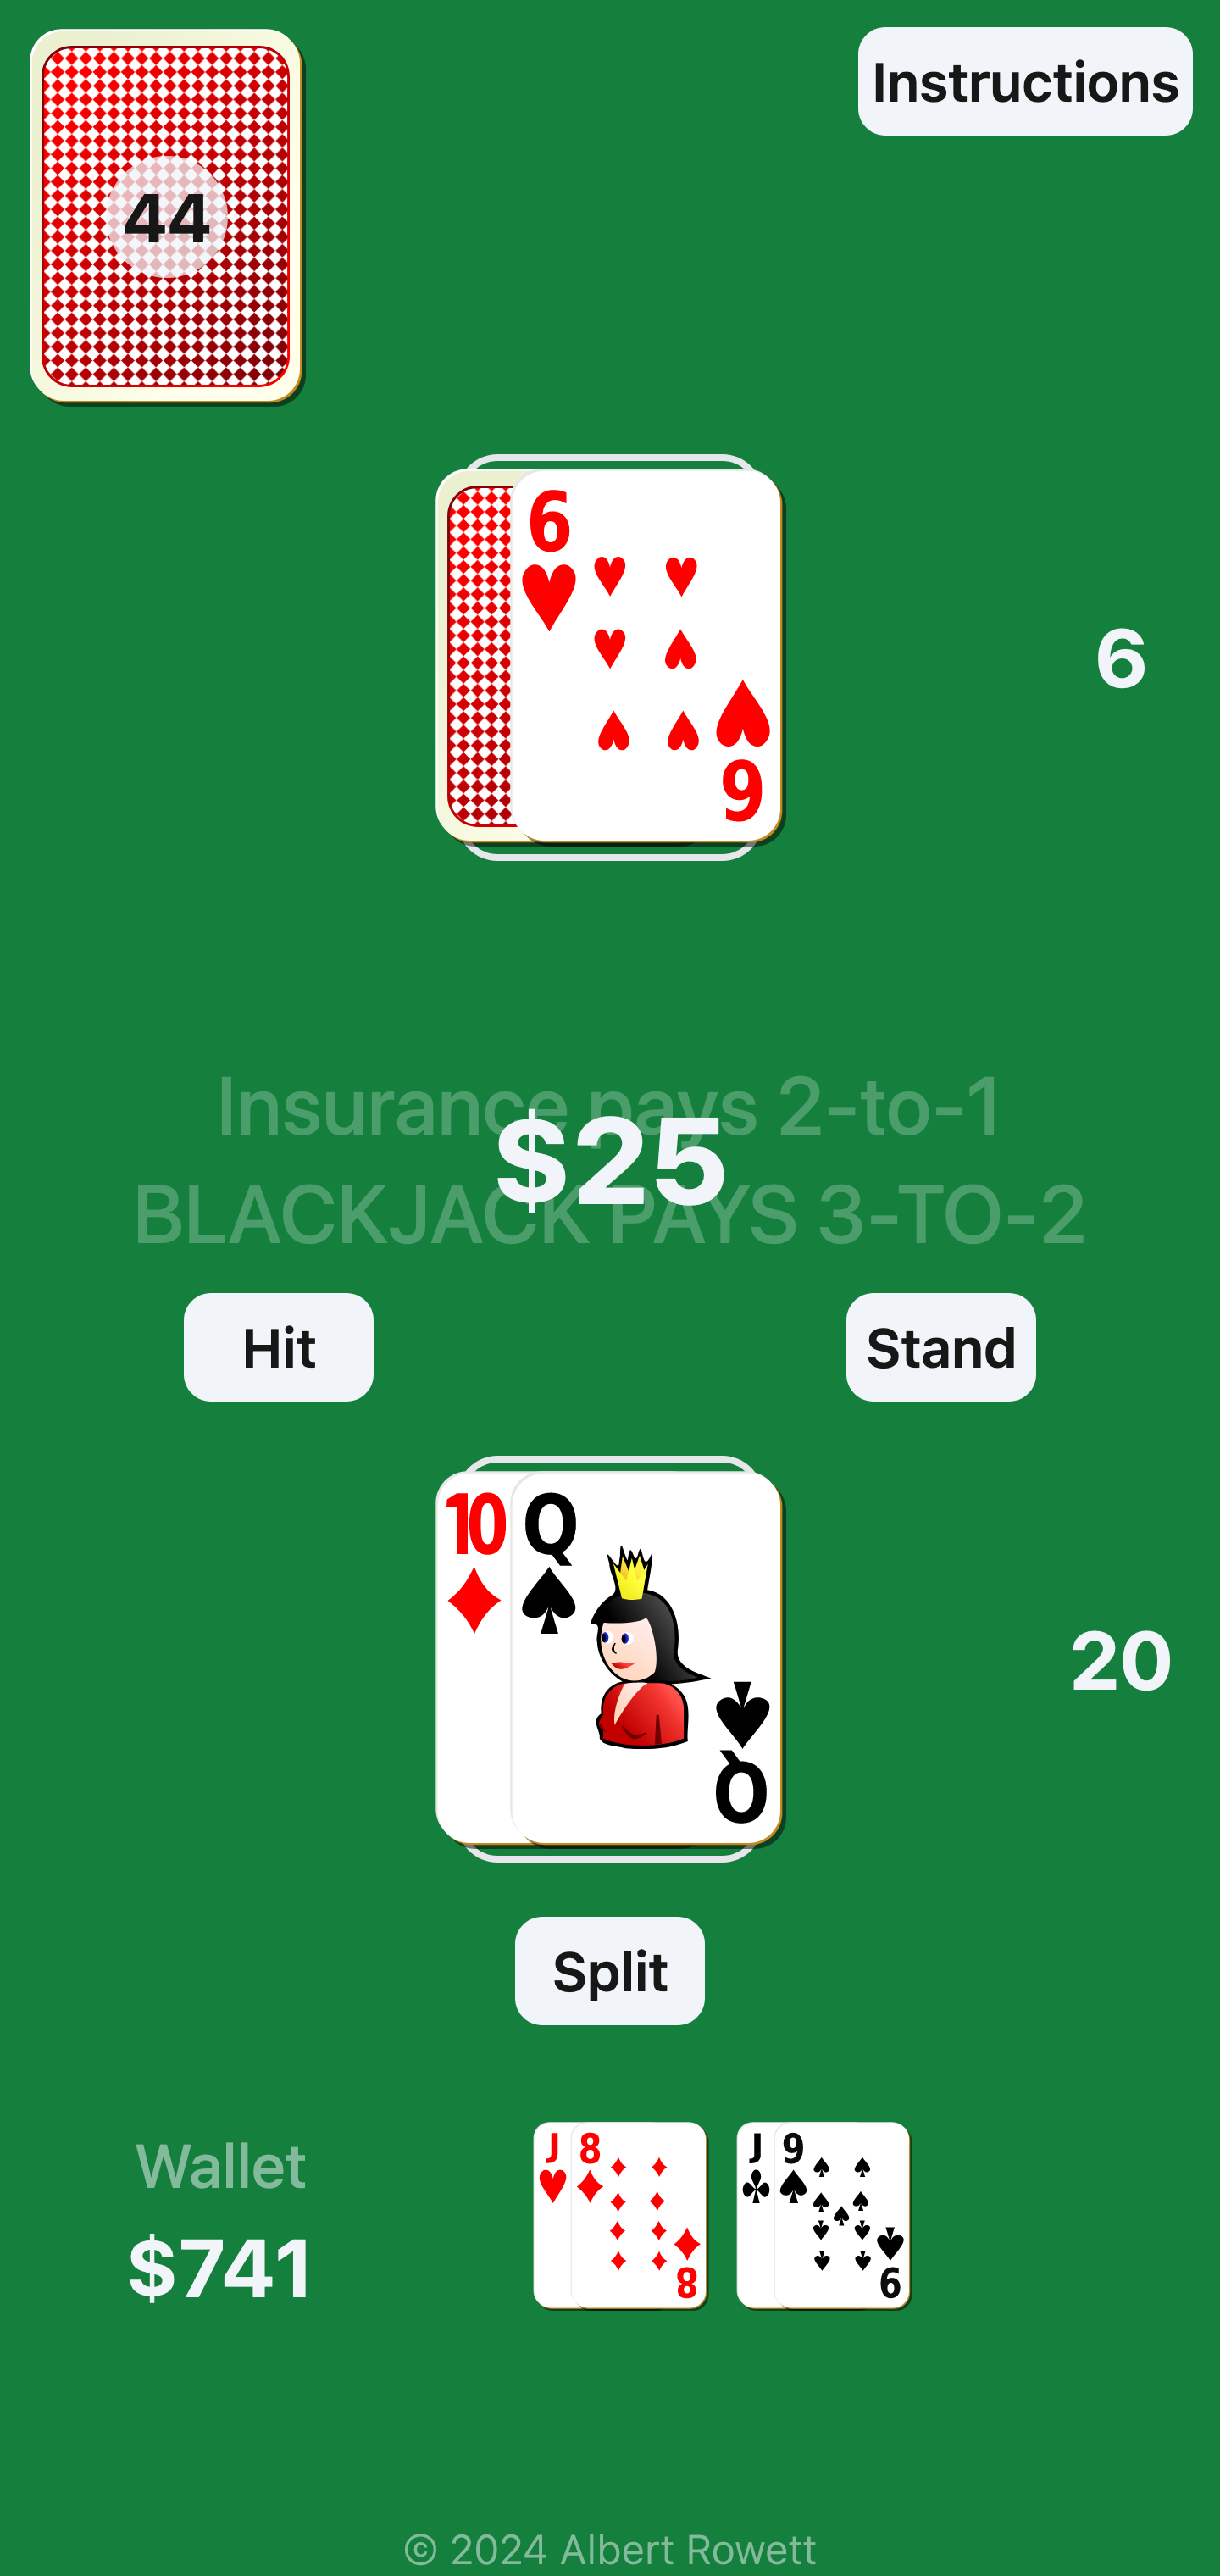 Instructions
44
6
6
6
Insurance pays 2-to-1
$25
BLACKJACK PAYS 3-TO-2
Hit
Stand
10
Q
20
Q
Split
Wallet
$741
J
8
8
J
9
9
© 2024 Albert Rowett